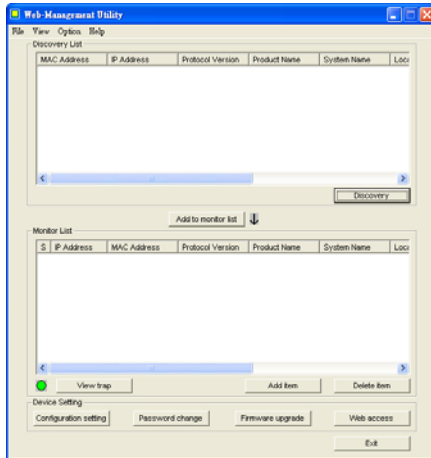 Web-Management Utility
File View Option Help
Discovery List
MAC Address IP Address Protocol Version Product Name System Name Loca
Discovery
Add to monitor list
Monitor List
S IP Address MAC Address Protocol Version Product Name System Name Loca
View trap Add item Delete item
Device Setting
Configuration setting Password change Firmware upgrade Web access
Exit